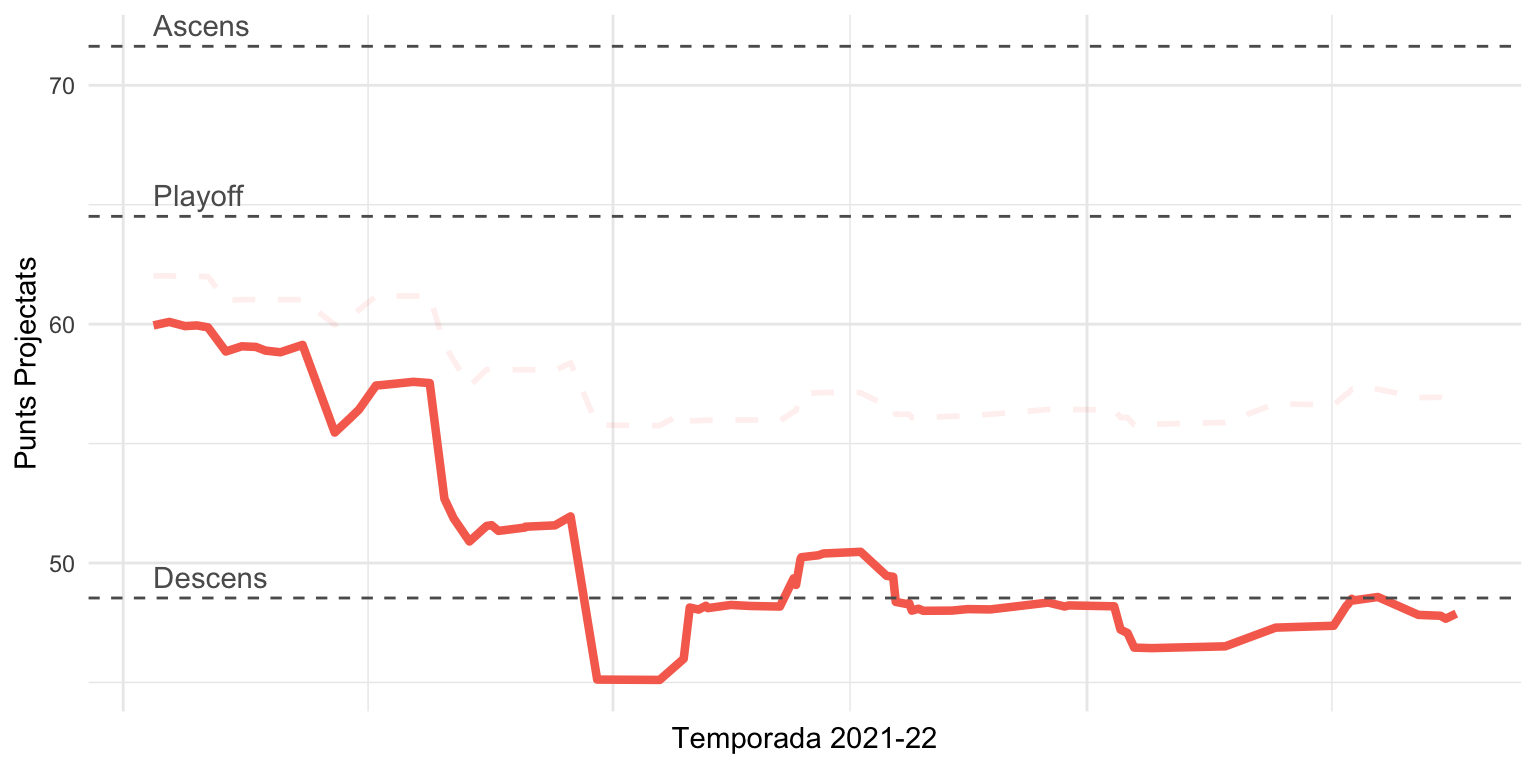 Ascens
70
Playoff
60
50
Descens
Punts Projectats
Temporada 2021-22